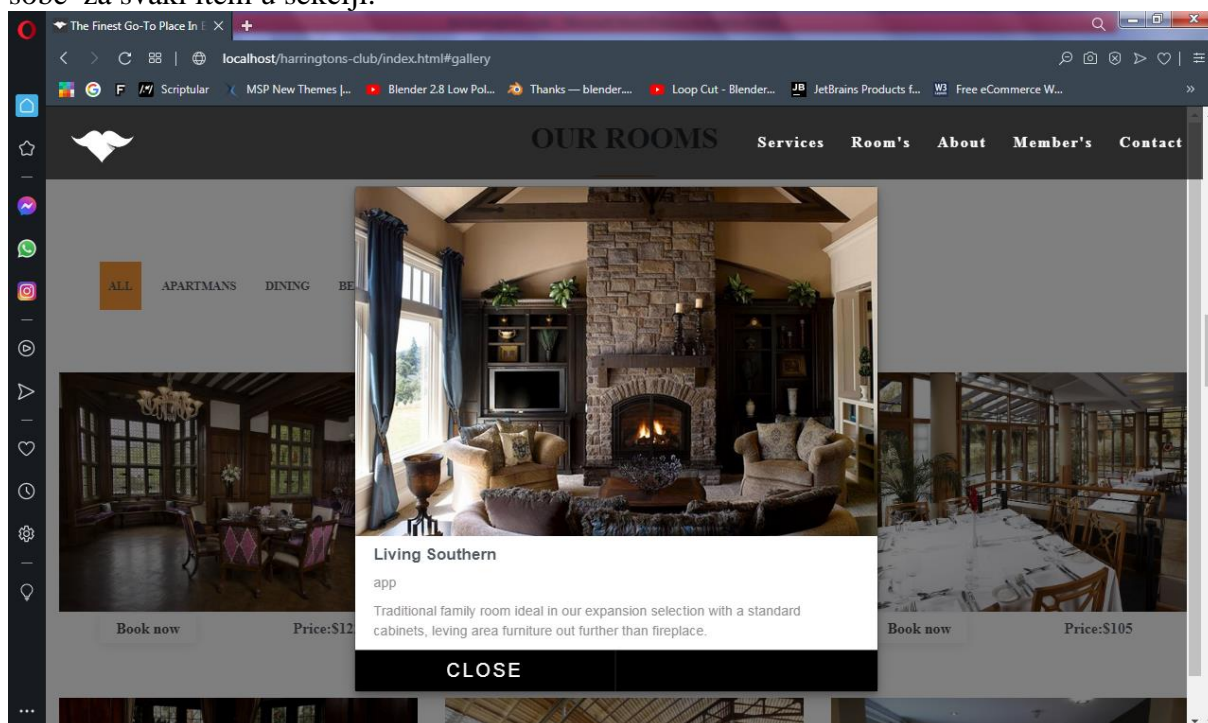 sobe za svaki item u sekciji.
The Finest Go-To Place In E
localhost/harringtons-club/index.html#gallery
Scriptular
MSP New Themes |...
Blender 2.8 Low Pol...
Thanks — blender....
Loop Cut - Blender...
JetBrains Products f...
Free eCommerce W...
OUR ROOMS
Services Room's About Member's Contact
ALL APARTMANS DINING BE
Living Southern
app
Traditional family room ideal in our expansion selection with a standard
cabinets, leving area furniture out further than fireplace.
Book now Price:$12
Book now Price:$105
CLOSE